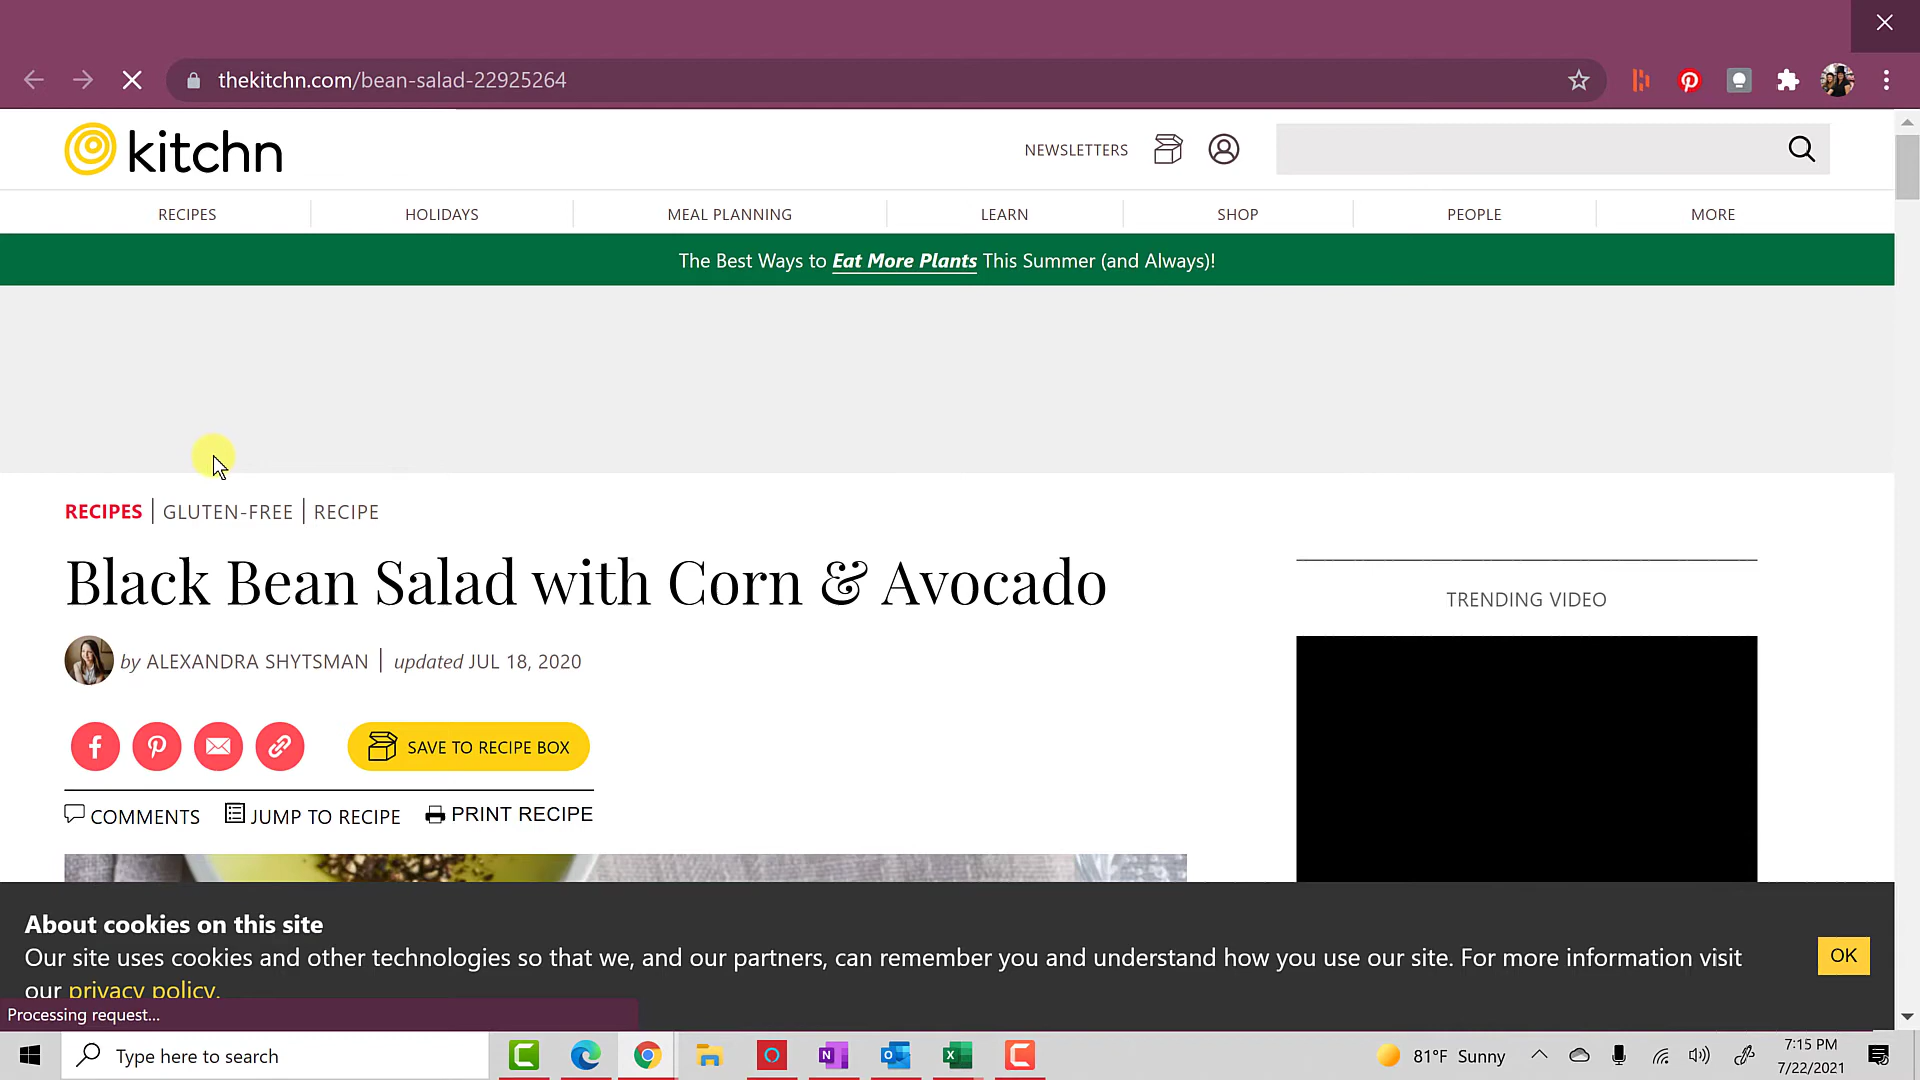 thekitchn.com/bean-salad-22925264
kitchn
NEWSLETTERS
RECIPES
HOLIDAYS
MEAL PLANNING
LEARN
SHOP
PEOPLE
MORE
The Best Ways to Eat More Plants This Summer (and Always)!
RECIPES | GLUTEN-FREE | RECIPE
Black Bean Salad with Corn & Avocado
by ALEXANDRA SHYTSMAN | updated JUL 18, 2020
TRENDING VIDEO
SAVE TO RECIPE BOX
COMMENTS
JUMP TO RECIPE
PRINT RECIPE
About cookies on this site
Our site uses cookies and other technologies so that we, and our partners, can remember you and understand how you use our site. For more information visit
our privacy policy.
OK
Processing request...
Type here to search
81°F Sunny
7:15 PM
7/22/2021